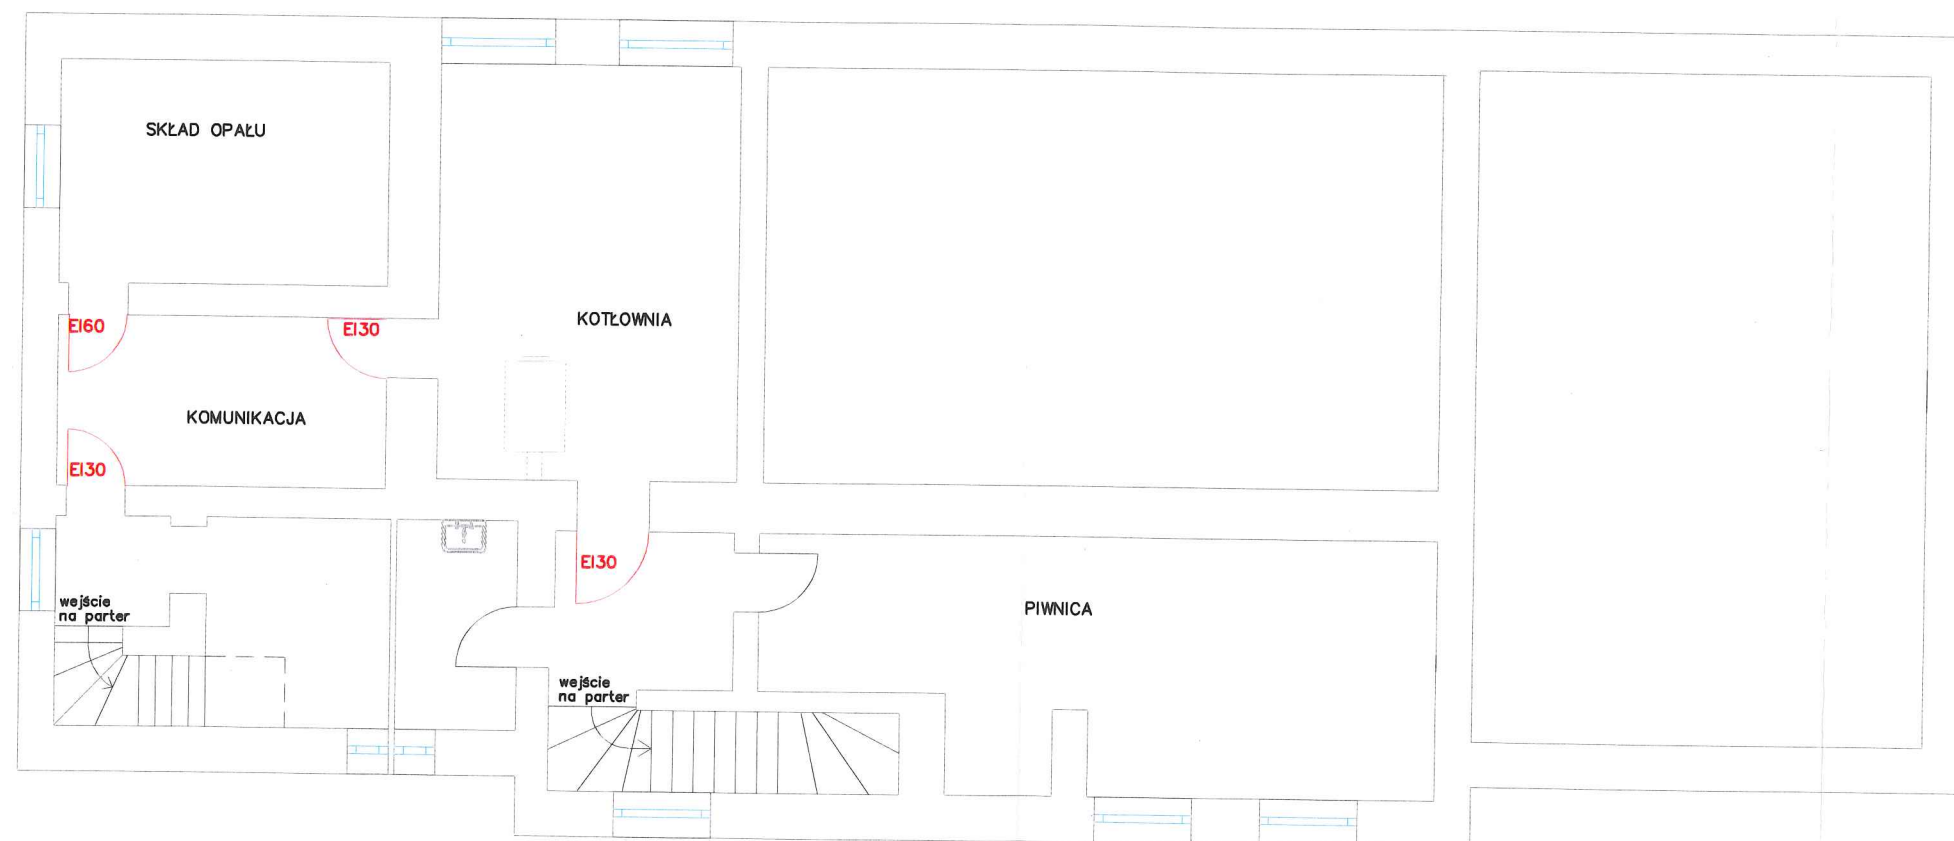 SKŁAD OPAŁU
KOTŁOWNIA
EI60
EI30
KOMUNIKACJA
EI30
EI30
wejście
na parter
PIWNICA
wejście
na parter